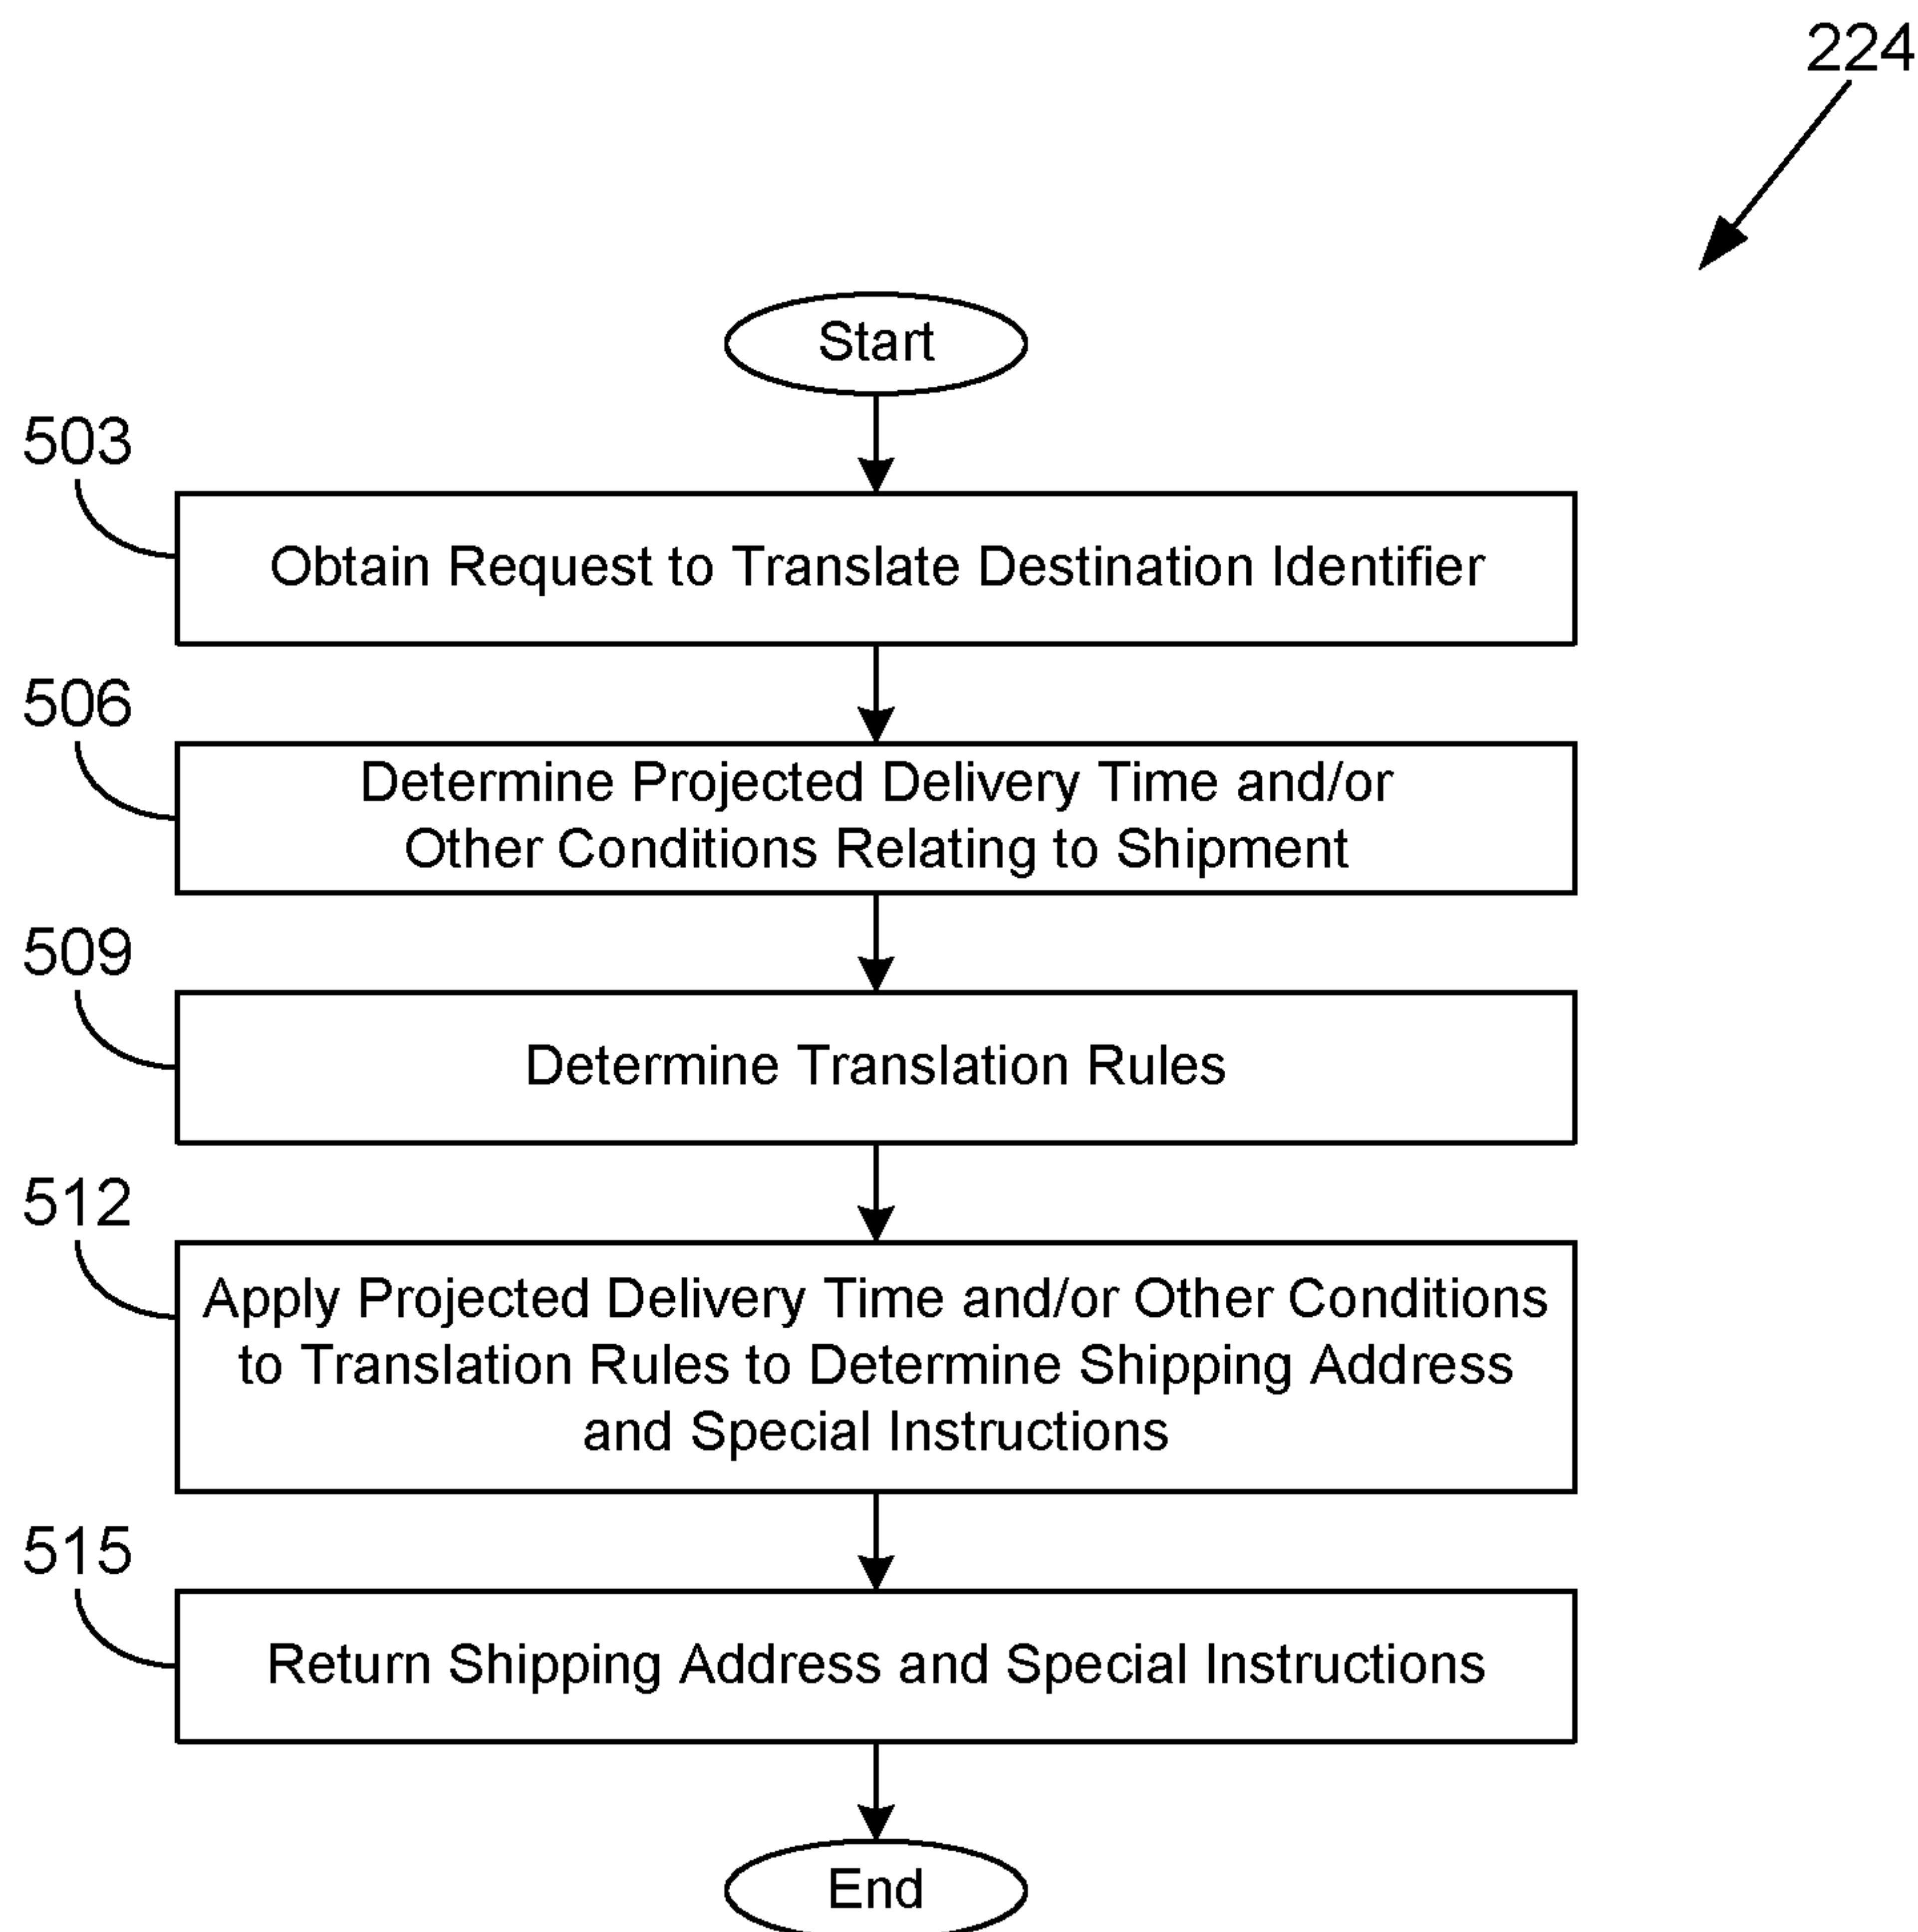 224
Start
503
Obtain Request to Translate Destination Identifier
506
Determine Projected Delivery Time and/or
Other Conditions Relating to Shipment
509
Determine Translation Rules
512
Apply Projected Delivery Time and/or Other Conditions
to Translation Rules to Determine Shipping Address
and Special Instructions
515
Return Shipping Address and Special Instructions
End